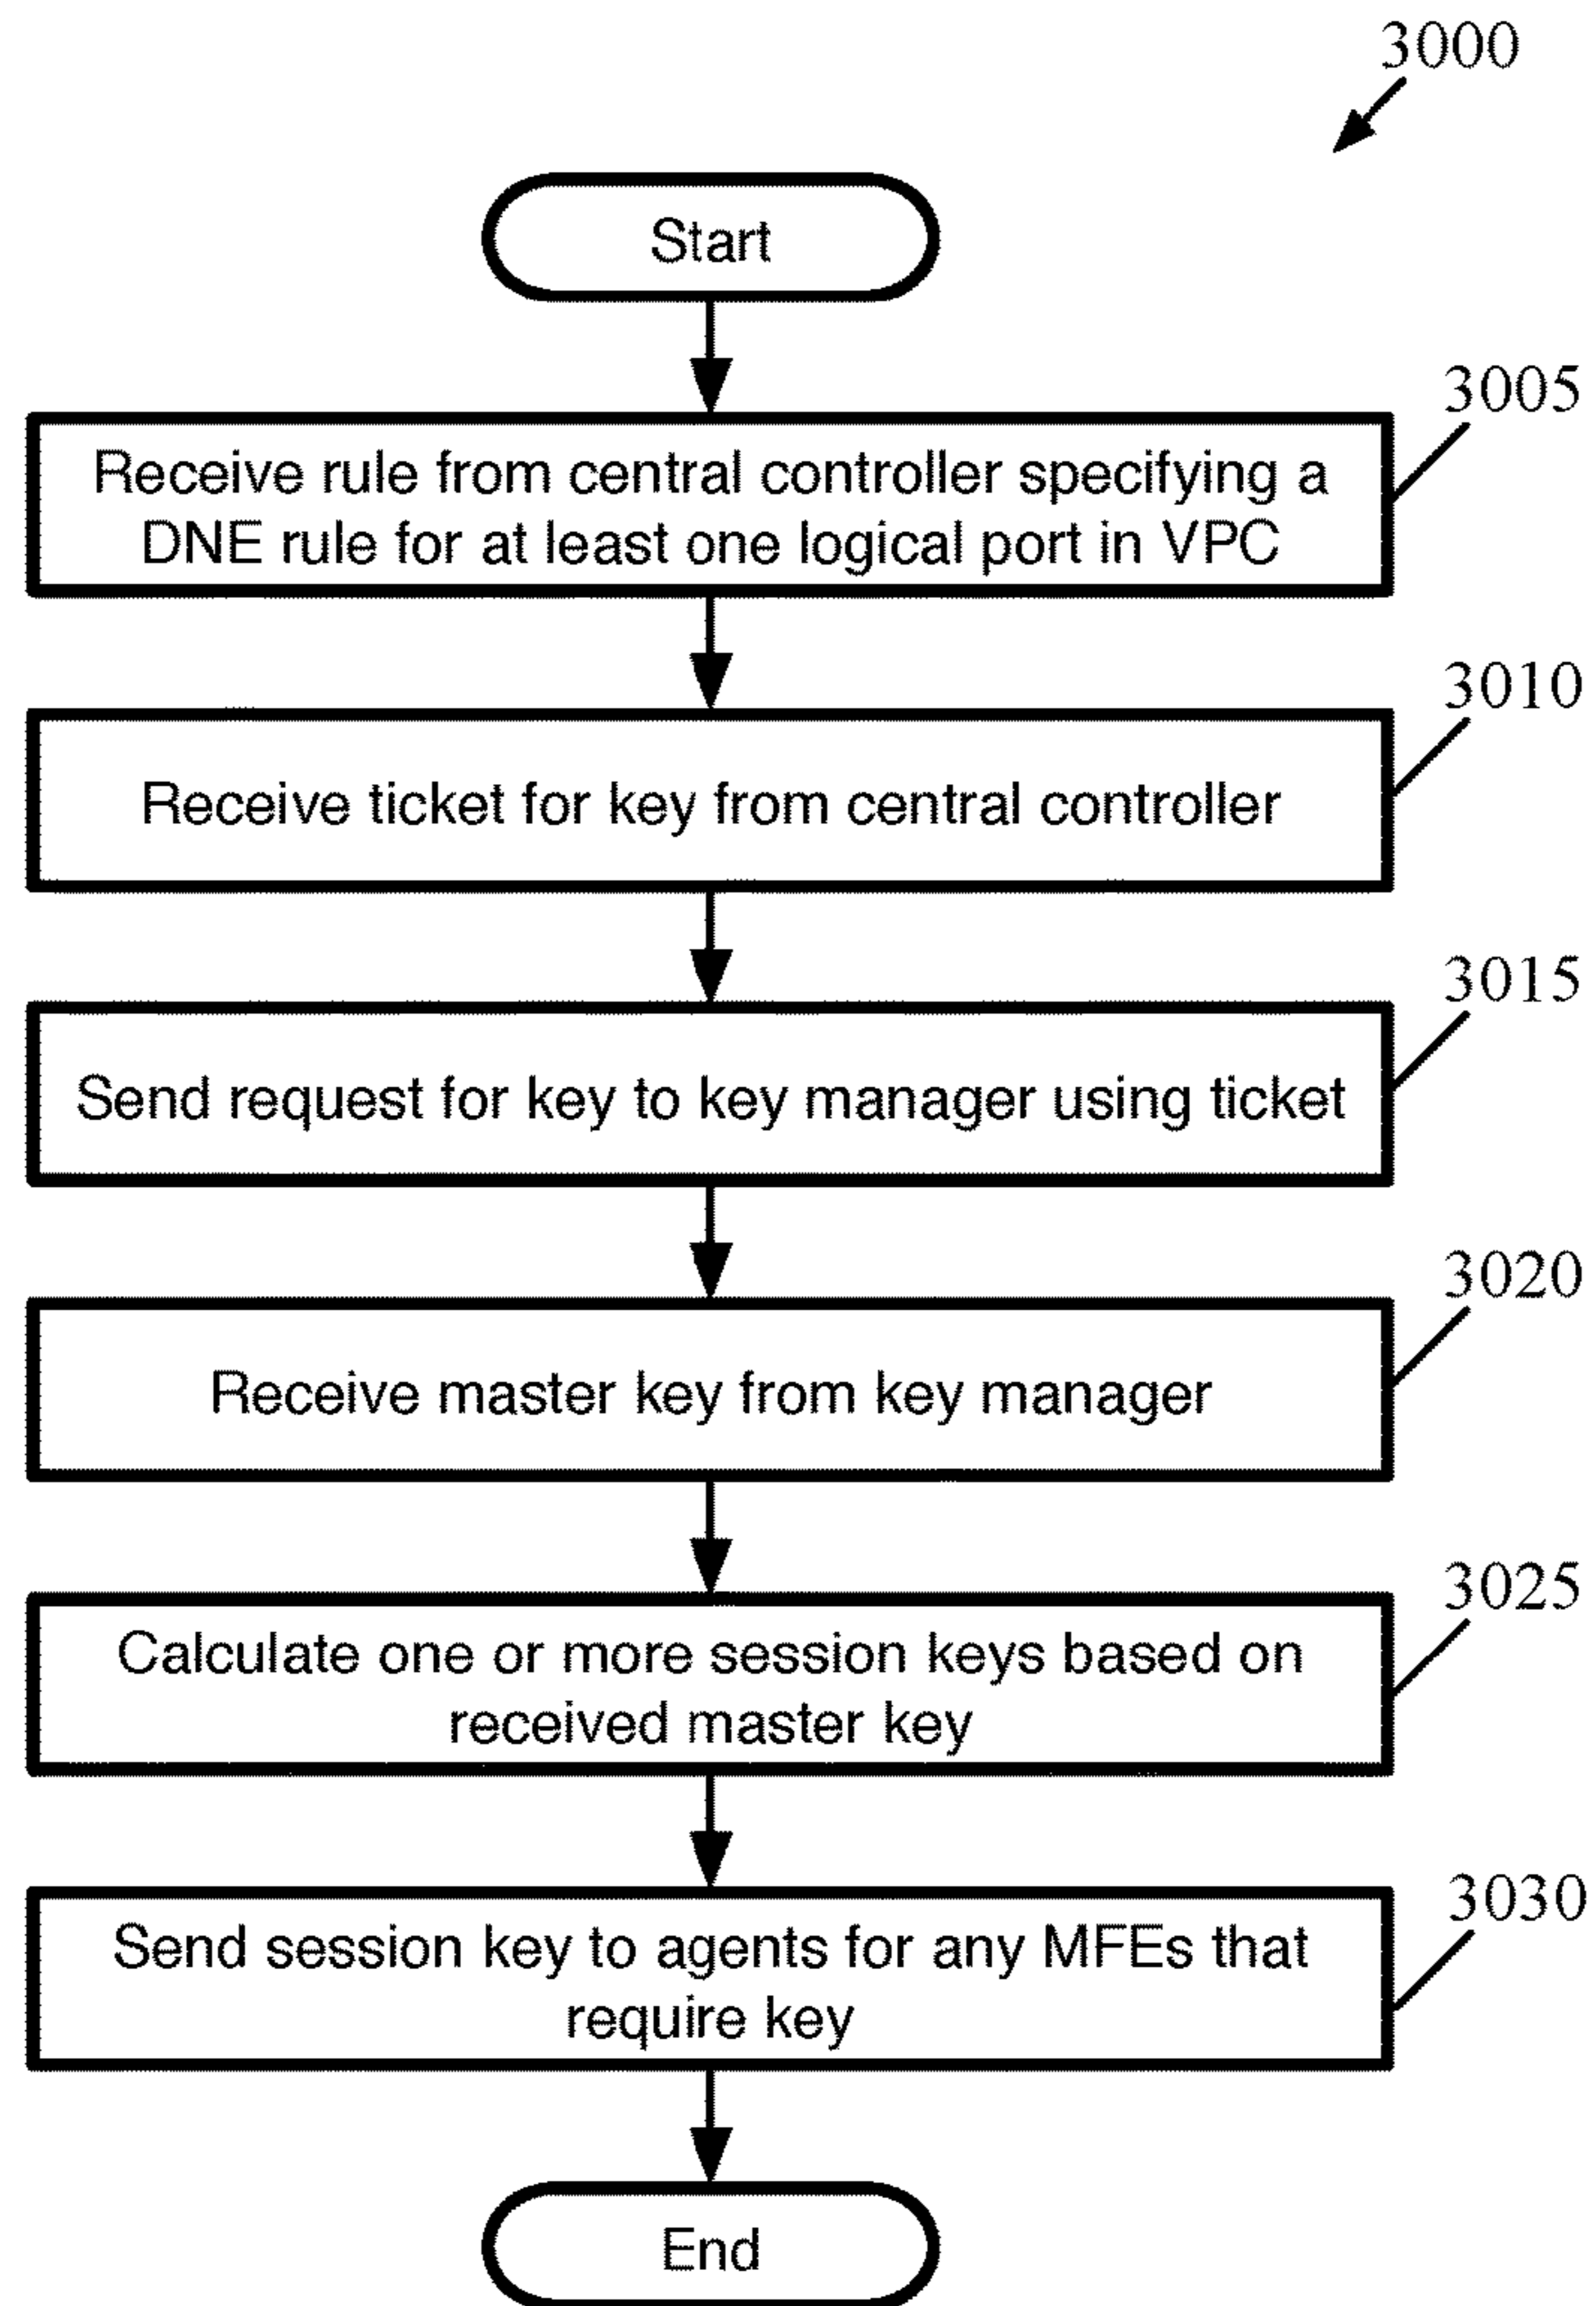 3000
Start
3005
Receive rule from central controller specifying a
DNE rule for at least one logical port in VPC
3010
Receive ticket for key from central controller
3015
Send request for key to key manager using ticket
3020
Receive master key from key manager
3025
Calculate one or more session keys based on
received master key
3030
Send session key to agents for any MFEs that
require key
End